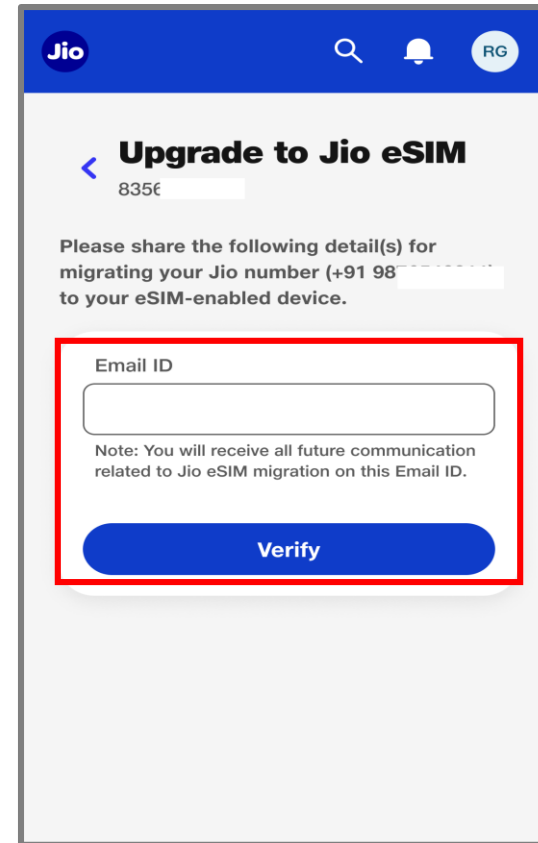 Jio
RG
Upgrade to Jio eSIM
8356
Please share the following detail(s) for
migrating your Jio number (+91 98
to your eSIM-enabled device.
Email ID
Note: You will receive all future communication
related to Jio eSIM migration on this Email ID.
Verify